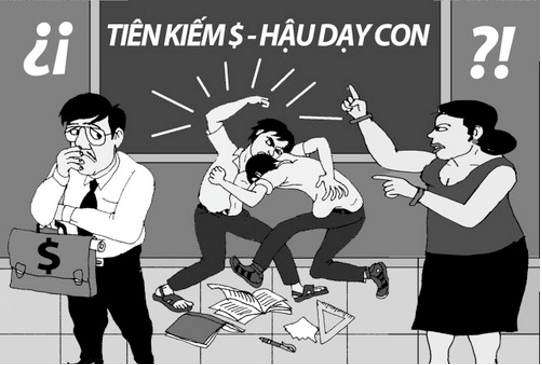 ¿¡
TIÊN KIẾM $ - HẬU DẠY CON
?!
$